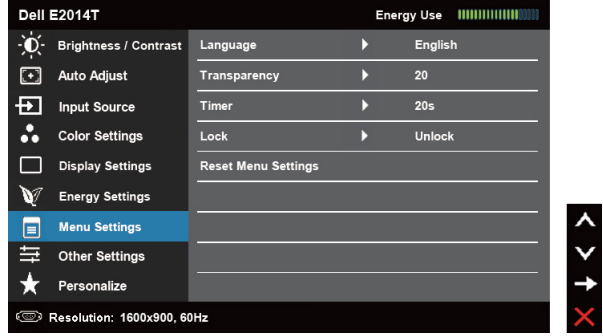 Dell E2014T Energy Use
Brightness / Contrast
Auto Adjust
Input Source
Color Settings
Display Settings
Energy Settings
Menu Settings
Other Settings
Personalize
Language English
Transparency 20
Timer 20s
Lock Unlock
Reset Menu Settings
Resolution: 1600x900, 60Hz